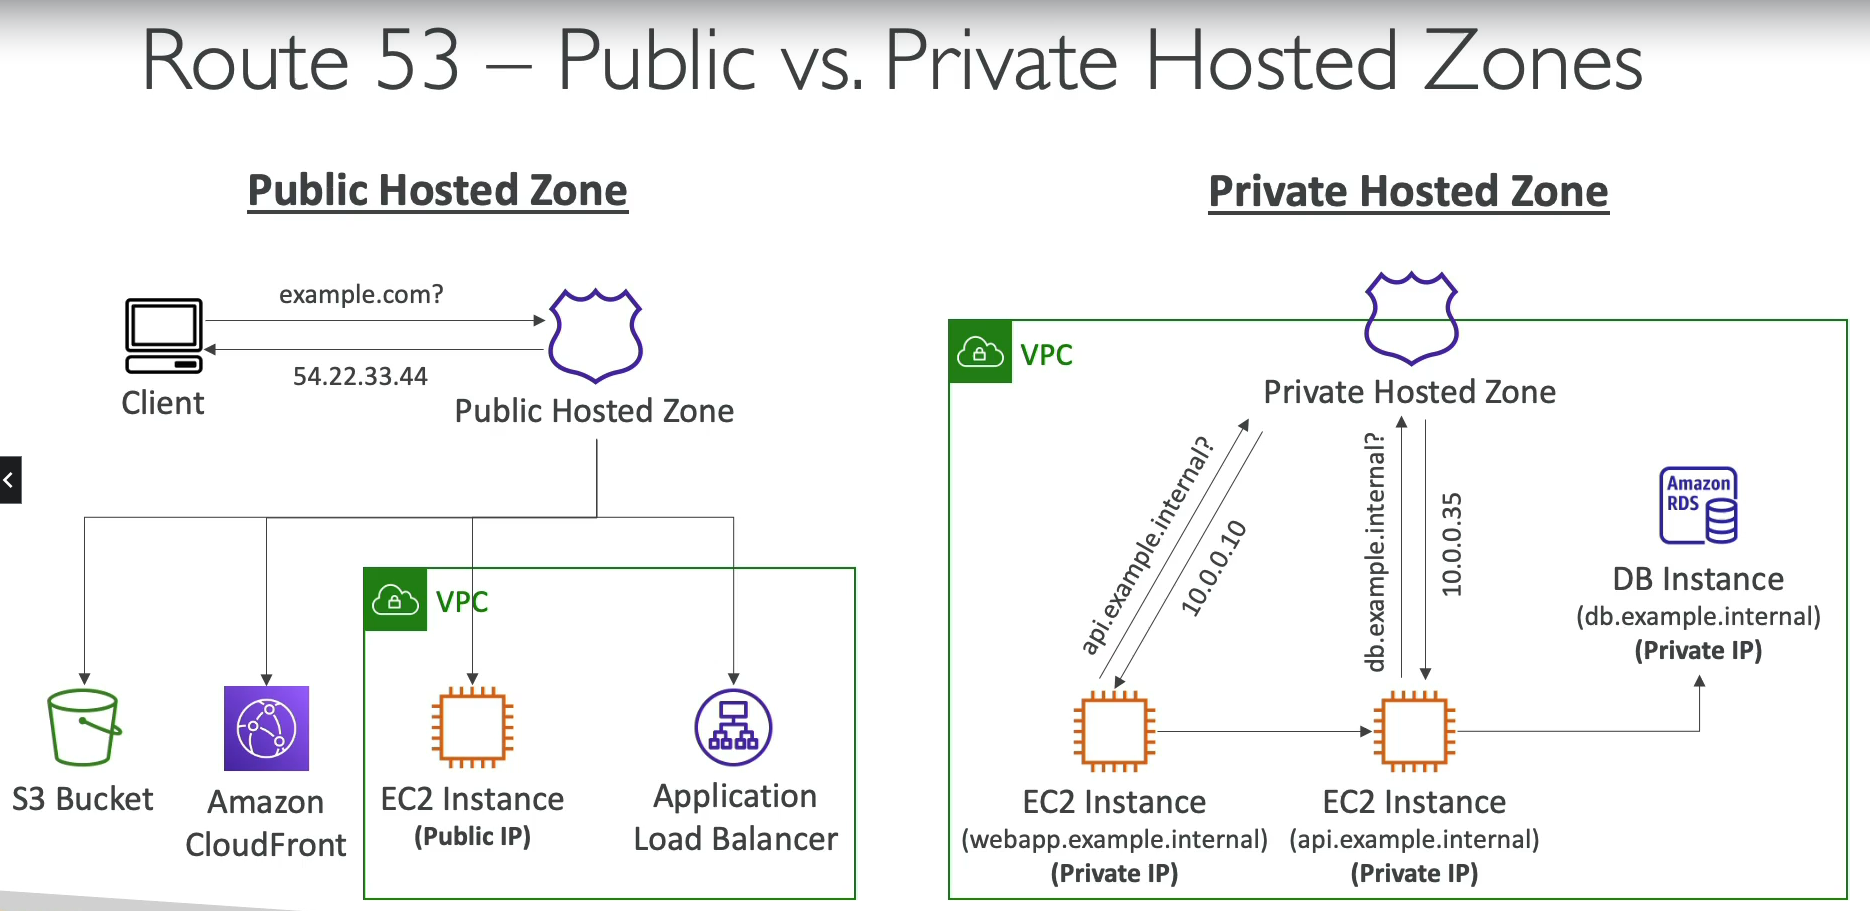 Route 53 – Public vs. Private Hosted Zones
Public Hosted Zone
example.com?
54.22.33.44
Client
Public Hosted Zone
VPC
S3 Bucket
Amazon
CloudFront
EC2 Instance
(Public IP)
Application
Load Balancer
Private Hosted Zone
VPC
Private Hosted Zone
api.example.internal?
10.0.0.10
db.example.internal?
10.0.0.35
Amazon
RDS
DB Instance
(db.example.internal)
(Private IP)
EC2 Instance
(webapp.example.internal)
(Private IP)
EC2 Instance
(api.example.internal)
(Private IP)